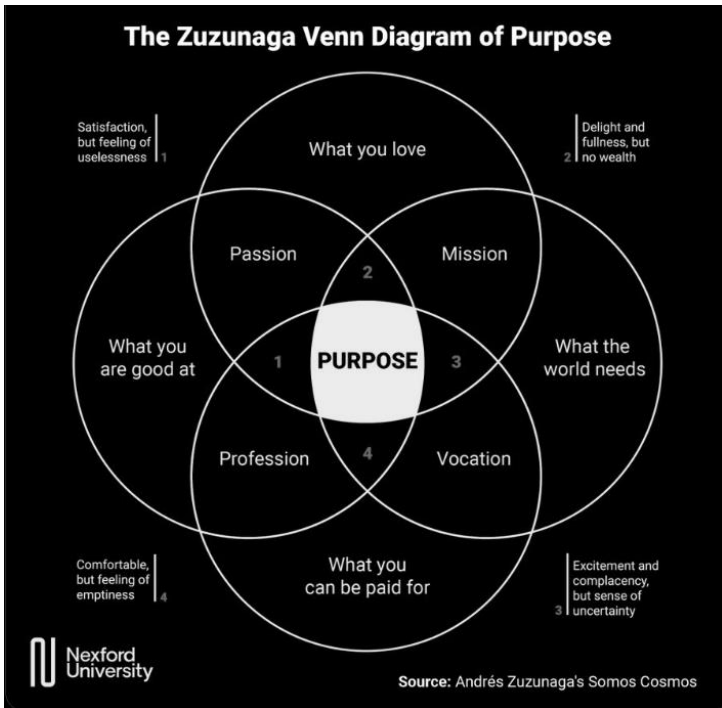 The Zuzunaga Venn Diagram of Purpose
Satisfaction,
but feeling of
uselessness
1
Delight and
fullness, but
no wealth
2
What you love
Passion
2
Mission
What you
are good at
1
PURPOSE
3
What the
world needs
Profession
4
Vocation
What you
can be paid for
Comfortable,
but feeling of
emptiness
4
Excitement and
complacency,
but sense of
uncertainty
3
Nexford
University
Source: Andrés Zuzunaga's Somos Cosmos